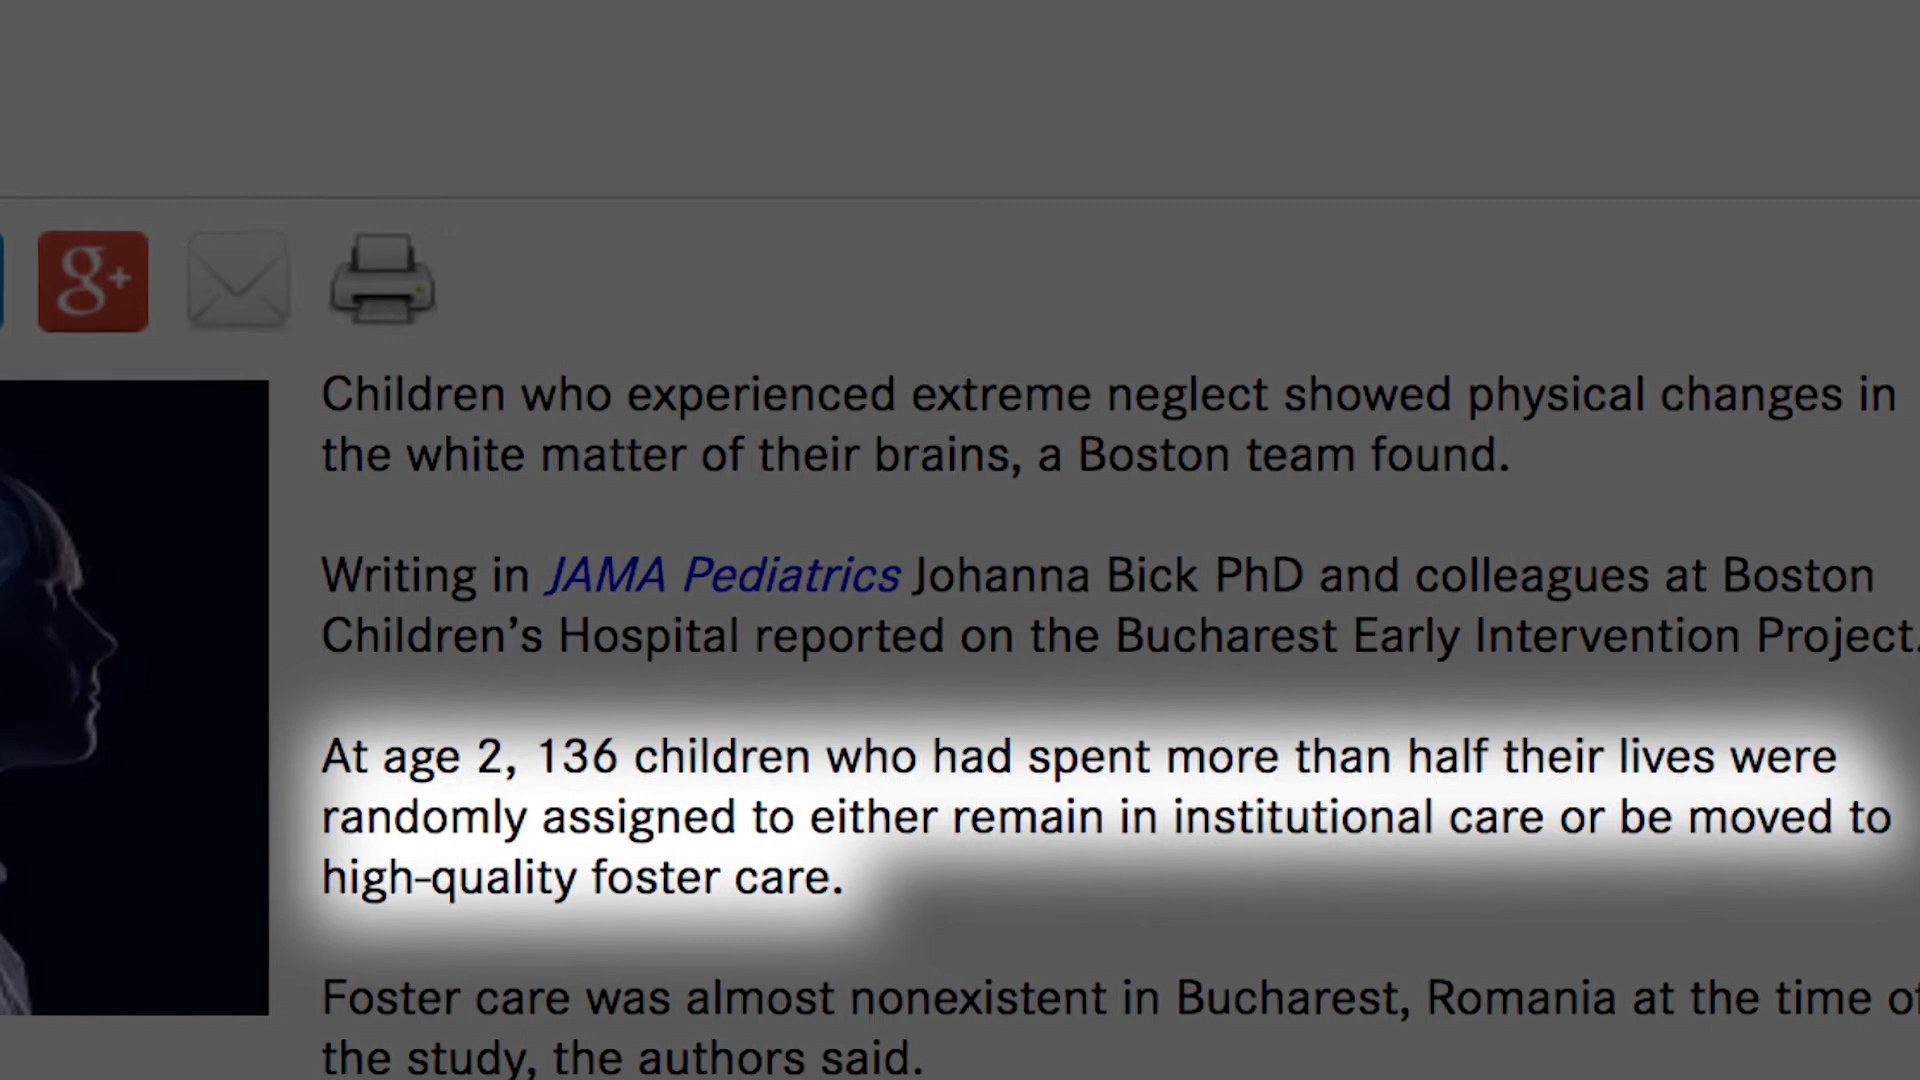 g+
Children who experienced extreme neglect showed physical changes in
the white matter of their brains, a Boston team found.
Writing in JAMA Pediatrics Johanna Bick PhD and colleagues at Boston
Children’s Hospital reported on the Bucharest Early Intervention Project.
At age 2, 136 children who had spent more than half their lives were
randomly assigned to either remain in institutional care or be moved to
high-quality foster care.
Foster care was almost nonexistent in Bucharest, Romania at the time of
the study, the authors said.